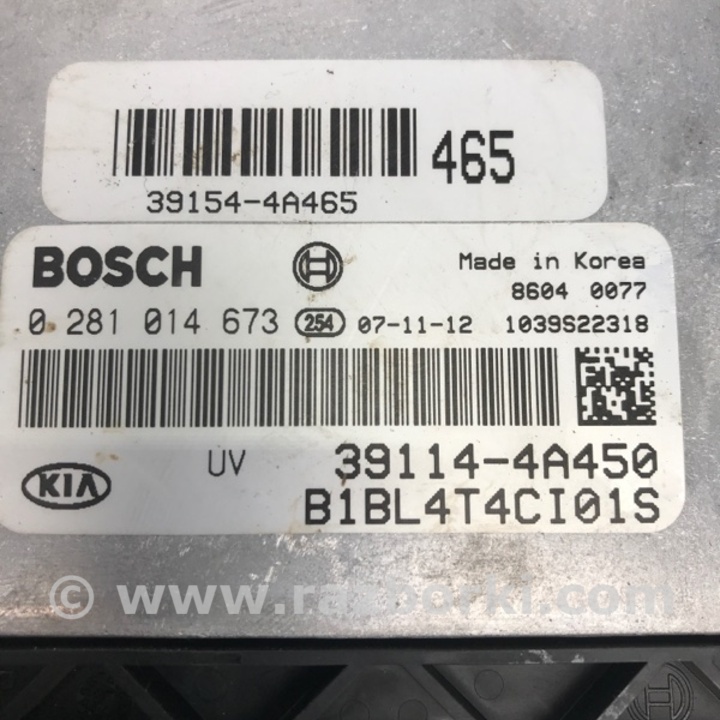 465
39154-4A465
BOSCH
Made in Korea
8604 0077
0 281 014 673 254 07-11-12 1039S22318
UV 39114-4A450
KIA
B1BL4T4CI01S
© www.razborki.com